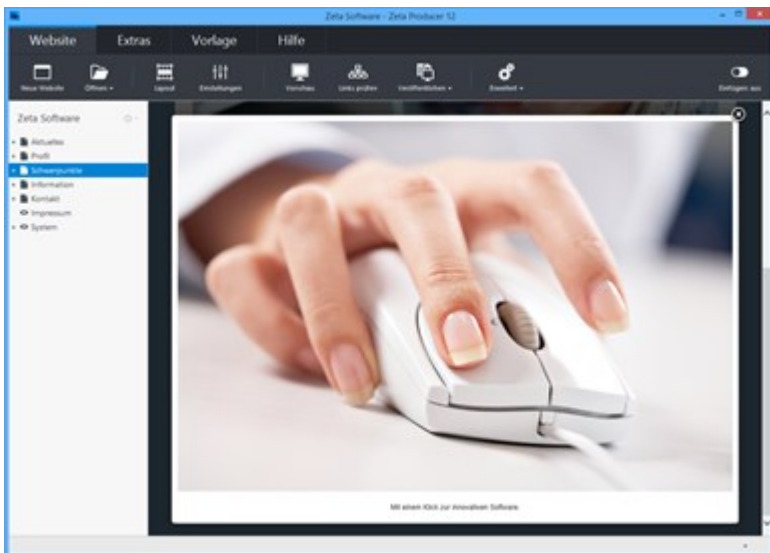 Zeta Software - Zeta Producer 12
Website Extras Vorlage Hilfe
Neue Website Öffnen Layout Einstellungen Vorschau Links prüfen Veröffentlichen Erweitert Einfügen aus
Zeta Software
Aktuelles
Profil
Schwerpunkte
Information
Kontakt
Impressum
System
Mit einem Klick zur innovativen Software.